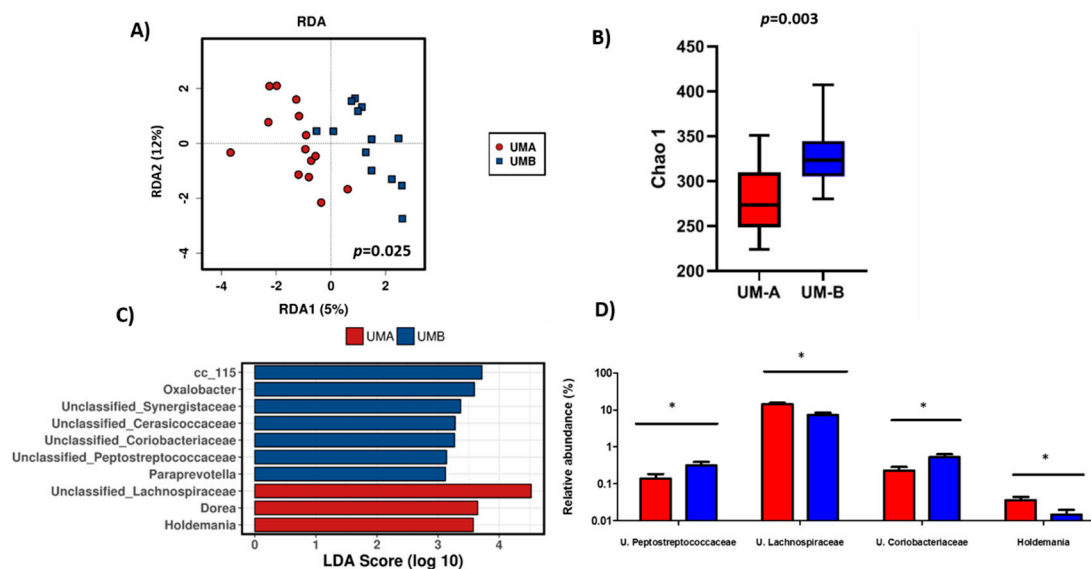 A)
RDA
2
0
-2
-4
RDA2 (12%)
-4
-2
0
2
RDA1 (5%)
p=0.025
UMA
UMB
B)
p=0.003
450
400
350
300
250
200
Chao 1
UM-A
UM-B
C)
UMA
UMB
cc_115
Oxalobacter
Unclassified_Synergistaceae
Unclassified_Cerasicoccaceae
Unclassified_Coriobacteriaceae
Unclassified_Peptostreptococcaceae
Paraprevotella
Unclassified_Lachnospiraceae
Dorea
Holdemania
0
1
2
3
4
LDA Score (log 10)
D)
100
10
1
0.1
0.01
Relative abundance (%)
*
*
*
*
U. Peptostreptococcaceae
U. Lachnospiraceae
U. Coriobacteriaceae
Holdemania